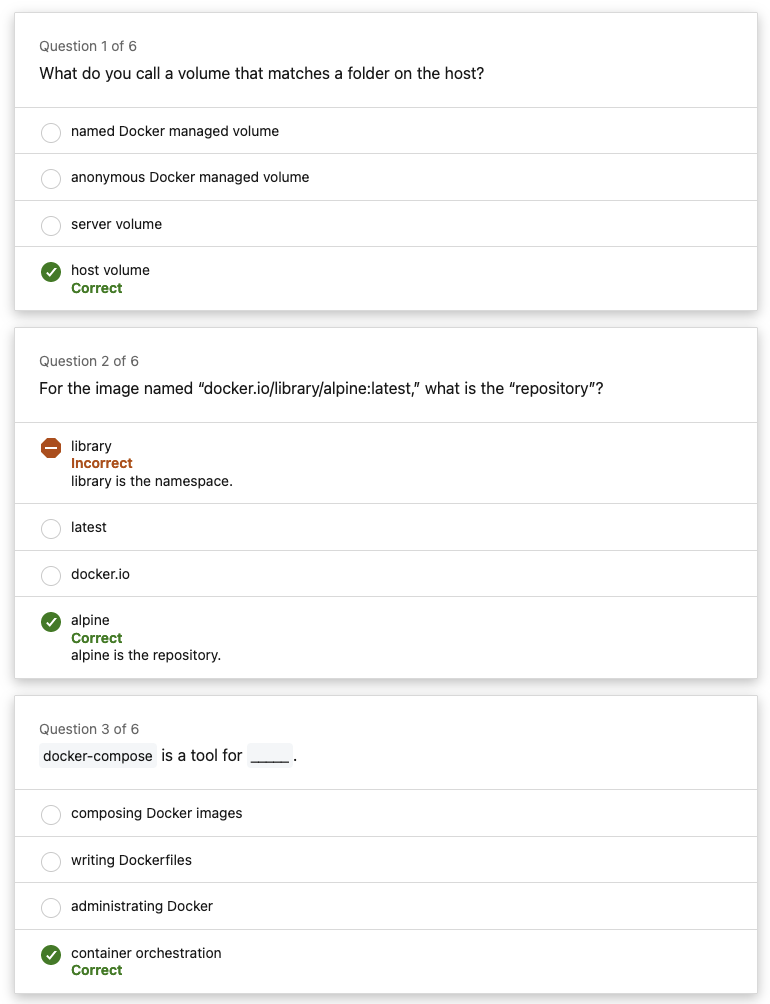 Question 1 of 6
What do you call a volume that matches a folder on the host?
named Docker managed volume
anonymous Docker managed volume
server volume
host volume
Correct
Question 2 of 6
For the image named “docker.io/library/alpine:latest,” what is the “repository”?
library
Incorrect
library is the namespace.
latest
docker.io
alpine
Correct
alpine is the repository.
Question 3 of 6
docker-compose is a tool for _____ .
composing Docker images
writing Dockerfiles
administrating Docker
container orchestration
Correct